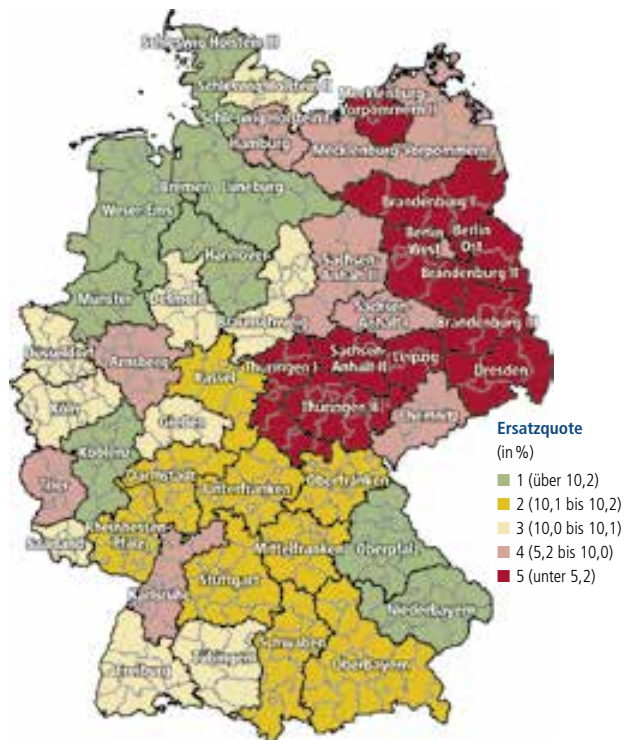 Schleswig Holstein III
Schleswig Holstein II
Mecklenburg-
Vorpommern II
Schleswig Holstein I
Hamburg
Mecklenburg-Vorpommern
Bremen
Lüneburg
Brandenburg I
Weser-Ems
Berlin
West
Berlin
Ost
Hannover
Sachsen-
Brandenburg II
Münster
Detmold
Sachsen-
Braunschweig
Brandenburg III
Düsseldorf
Arnsberg
Kassel
Thüringen I
Sachsen-
Anhalt II
Leipzig
Dresden
Köln
Gießen
Thüringen II
Chemnitz
Koblenz
Trier
Darmstadt
Unterfranken
Oberfranken
Rheinhessen-
Pfalz
Saarland
Mittelfranken
Oberpfalz
Karlsruhe
Stuttgart
Niederbayern
Schwaben
Freiburg
Tübingen
Oberbayern
Ersatzquote
(in %)
1 (über 10,2)
2 (10,1 bis 10,2)
3 (10,0 bis 10,1)
4 (5,2 bis 10,0)
5 (unter 5,2)